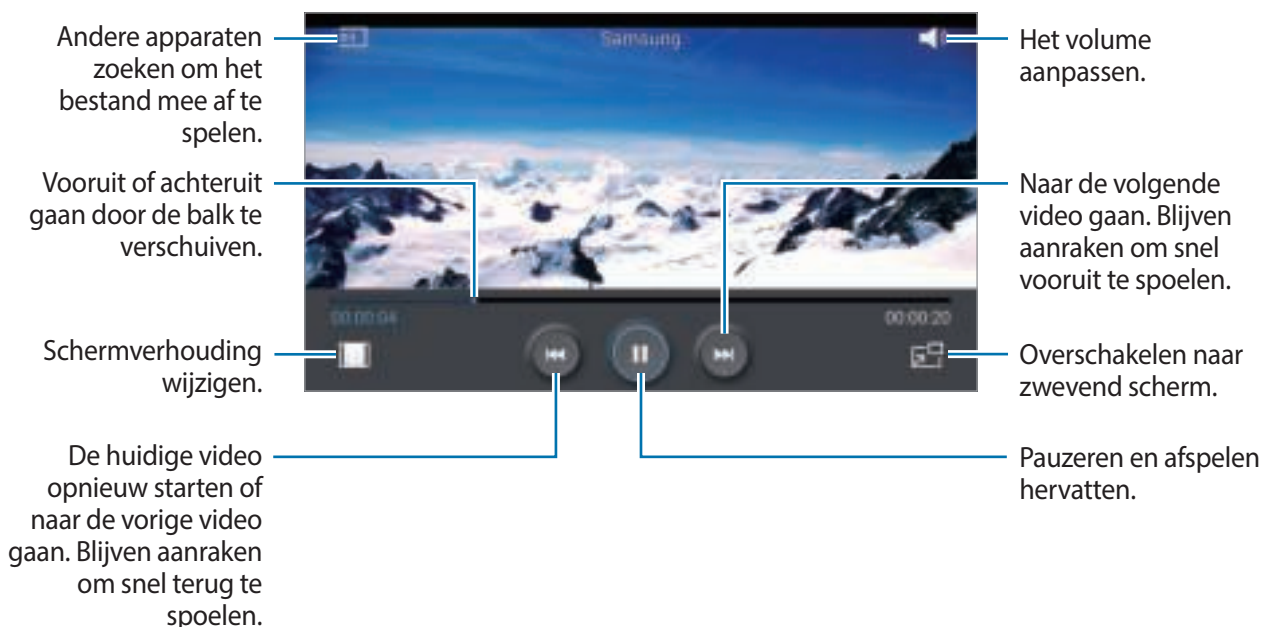 Andere apparaten
zoeken om het
bestand mee af te
spelen.
Samsung
Het volume
aanpassen.
Vooruit of achteruit
gaan door de balk te
verschuiven.
Naar de volgende
video gaan. Blijven
aanraken om snel
vooruit te spoelen.
00:00:04
00:00:20
Schermverhouding
wijzigen.
Overschakelen naar
zwevend scherm.
De huidige video
opnieuw starten of
naar de vorige video
gaan. Blijven aanraken
om snel terug te
spoelen.
Pauzeren en afspelen
hervatten.